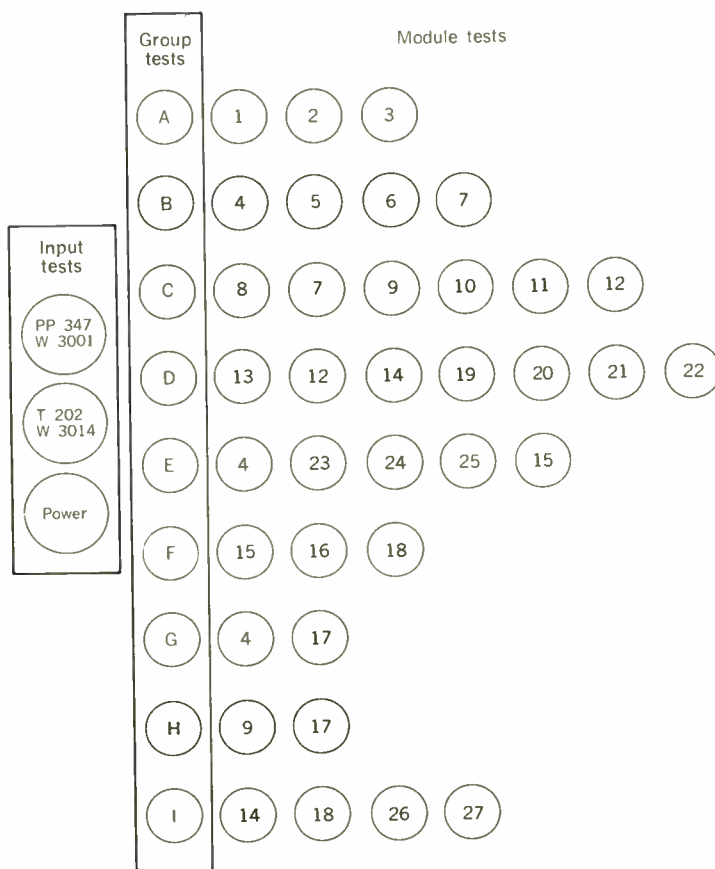 Group
tests
Module tests
A 1 2 3
B 4 5 6 7
Input
tests
C 8 7 9 10 11 12
PP 347
W 3001
D 13 12 14 19 20 21 22
T 202
W 3014
E 4 23 24 25 15
Power
F 15 16 18
G 4 17
H 9 17
I 14 18 26 27